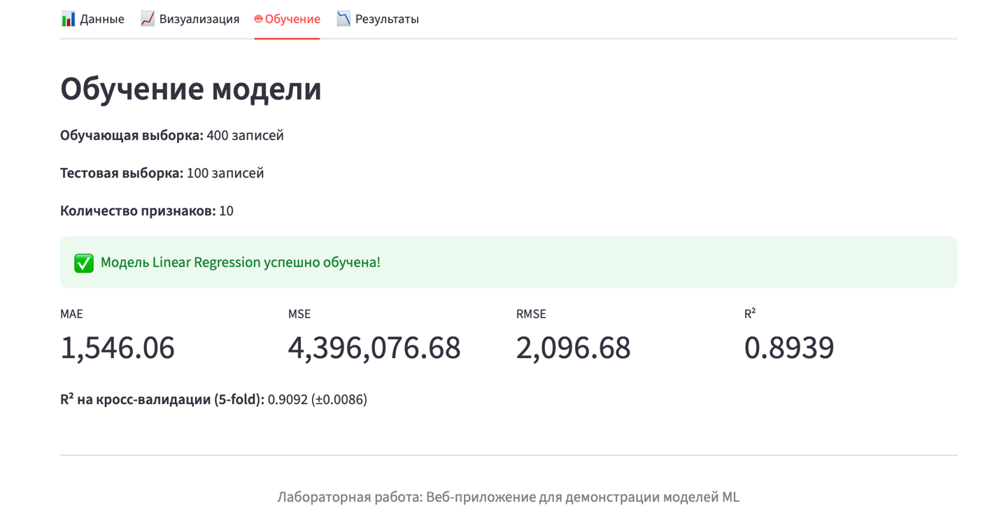 Данные Визуализация Обучение Результаты
Обучение модели
Обучающая выборка: 400 записей
Тестовая выборка: 100 записей
Количество признаков: 10
Модель Linear Regression успешно обучена!
MAE MSE RMSE R²
1,546.06 4,396,076.68 2,096.68 0.8939
R² на кросс-валидации (5-fold): 0.9092 (±0.0086)
Лабораторная работа: Веб-приложение для демонстрации моделей ML